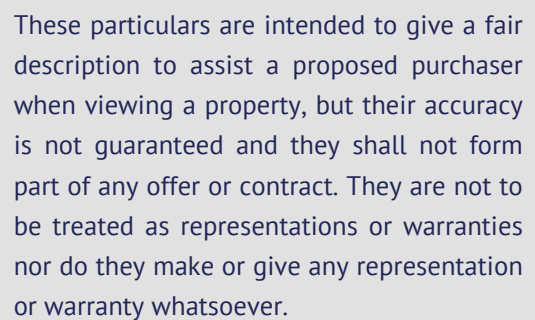 These particulars are intended to give a fair
description to assist a proposed purchaser
when viewing a property, but their accuracy
is not guaranteed and they shall not form
part of any offer or contract. They are not to
be treated as representations or warranties
nor do they make or give any representation
or warranty whatsoever.